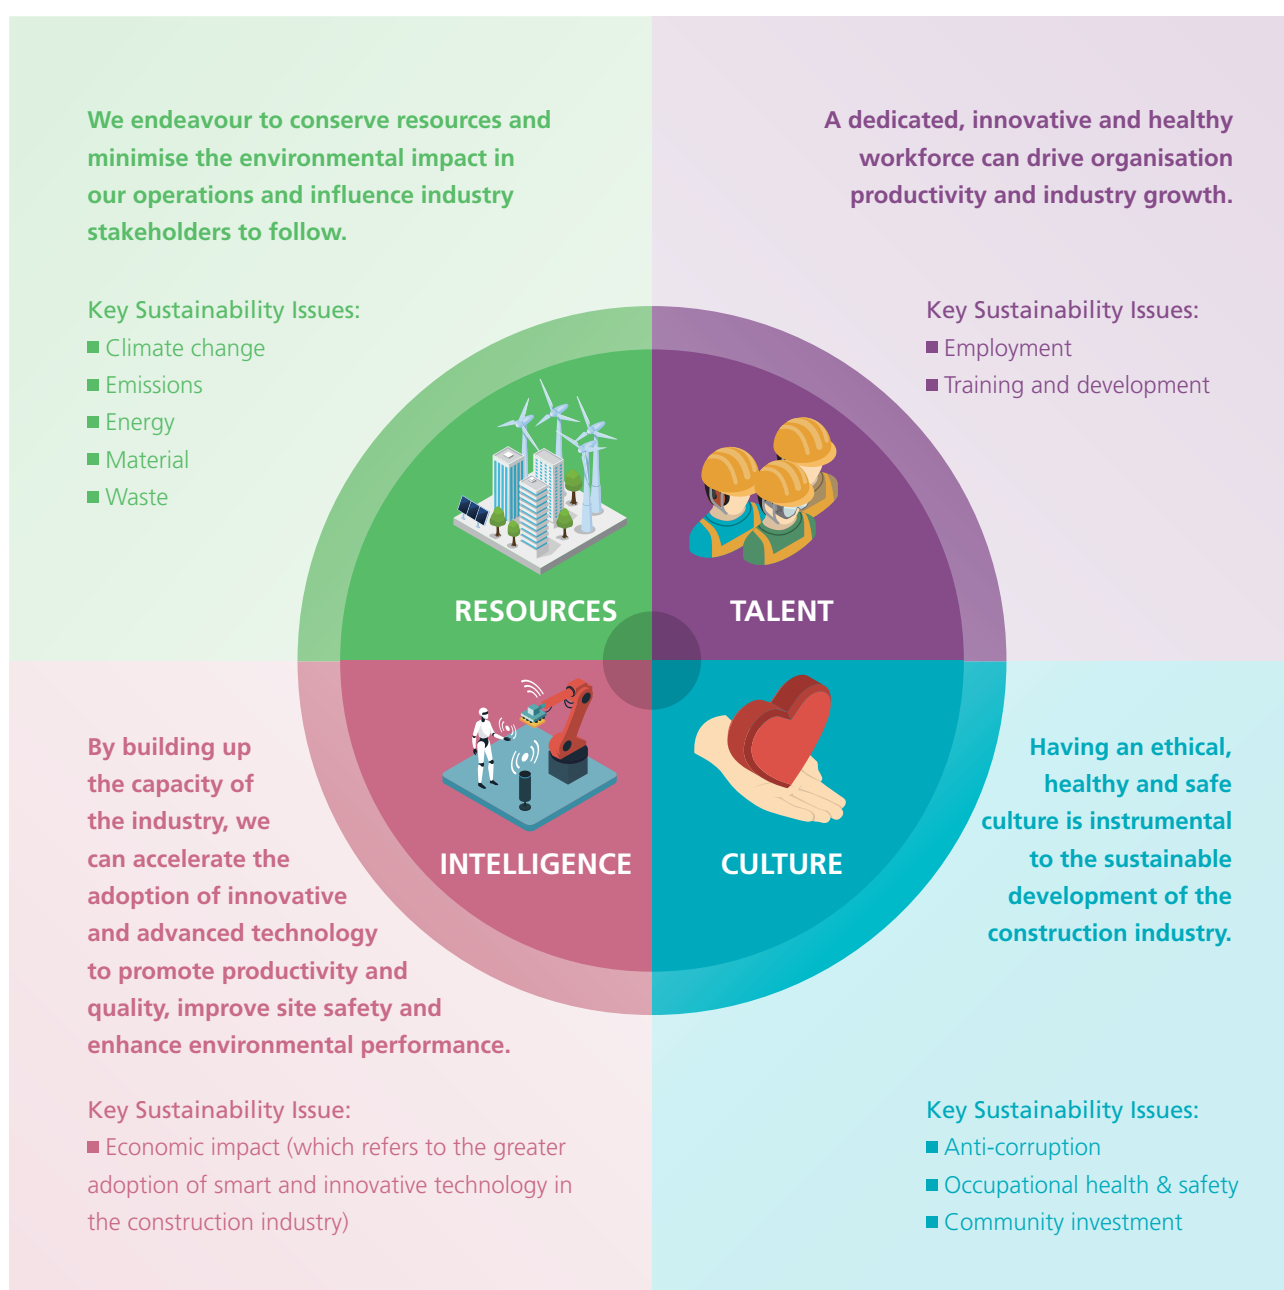 We endeavour to conserve resources and
minimise the environmental impact in
our operations and influence industry
stakeholders to follow.
Key Sustainability Issues:
Climate change
Emissions
Energy
Material
Waste
RESOURCES
A dedicated, innovative and healthy
workforce can drive organisation
productivity and industry growth.
Key Sustainability Issues:
Employment
Training and development
TALENT
By building up
the capacity of
the industry, we
can accelerate the
adoption of innovative
and advanced technology
to promote productivity and
quality, improve site safety and
enhance environmental performance.
Key Sustainability Issue:
Economic impact (which refers to the greater
adoption of smart and innovative technology in
the construction industry)
INTELLIGENCE
CULTURE
Having an ethical,
healthy and safe
culture is instrumental
to the sustainable
development of the
construction industry.
Key Sustainability Issues:
Anti-corruption
Occupational health & safety
Community investment